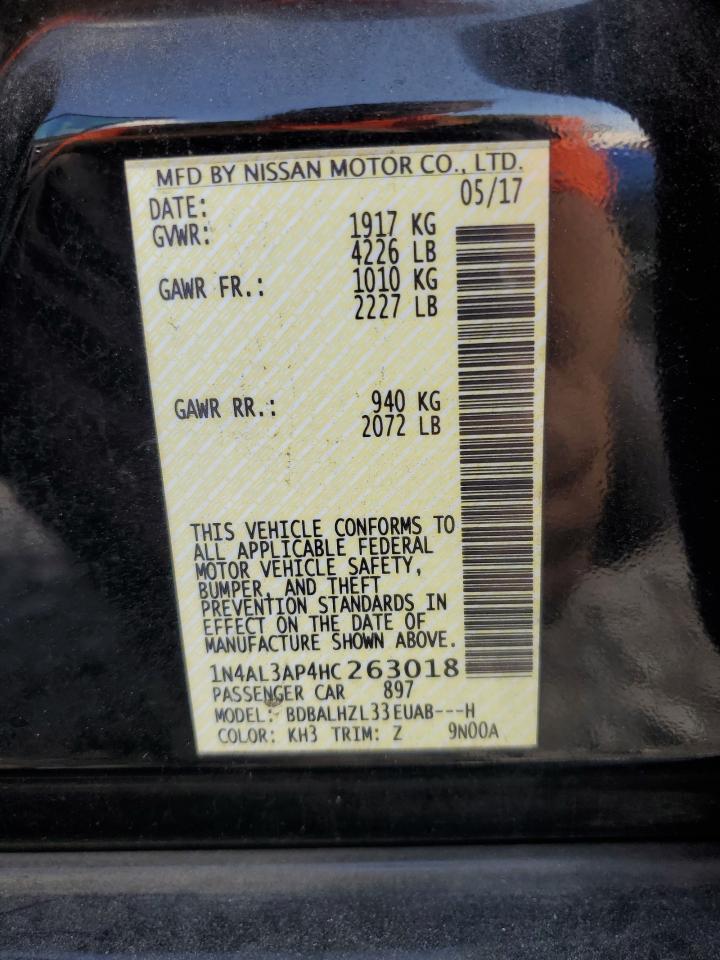 MFD BY NISSAN MOTOR CO., LTD.
DATE: 05/17
GVWR: 1917 KG
4226 LB
GAWR FR.: 1010 KG
2227 LB
GAWR RR.: 940 KG
2072 LB
THIS VEHICLE CONFORMS TO
ALL APPLICABLE FEDERAL
MOTOR VEHICLE SAFETY,
BUMPER, AND THEFT
PREVENTION STANDARDS IN
EFFECT ON THE DATE OF
MANUFACTURE SHOWN ABOVE.
1N4AL3AP4HC263018
PASSENGER CAR 897
MODEL: BDBALHZL33EUAB---H
COLOR: KH3 TRIM: Z 9N00A